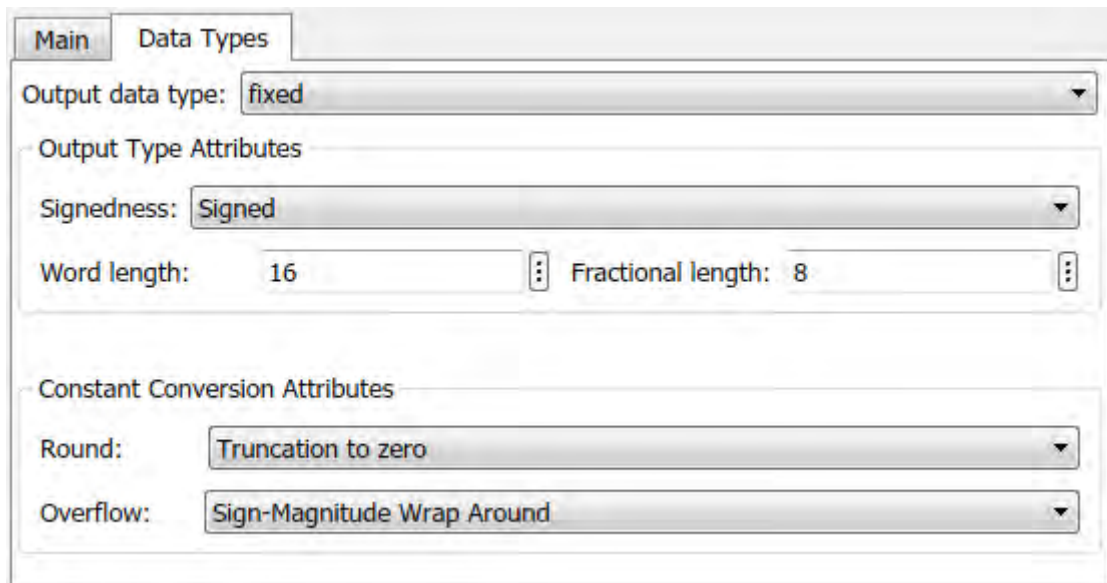 Main Data Types
Output data type: fixed
Output Type Attributes
Signedness: Signed
Word length: 16 Fractional length: 8
Constant Conversion Attributes
Round: Truncation to zero
Overflow: Sign-Magnitude Wrap Around